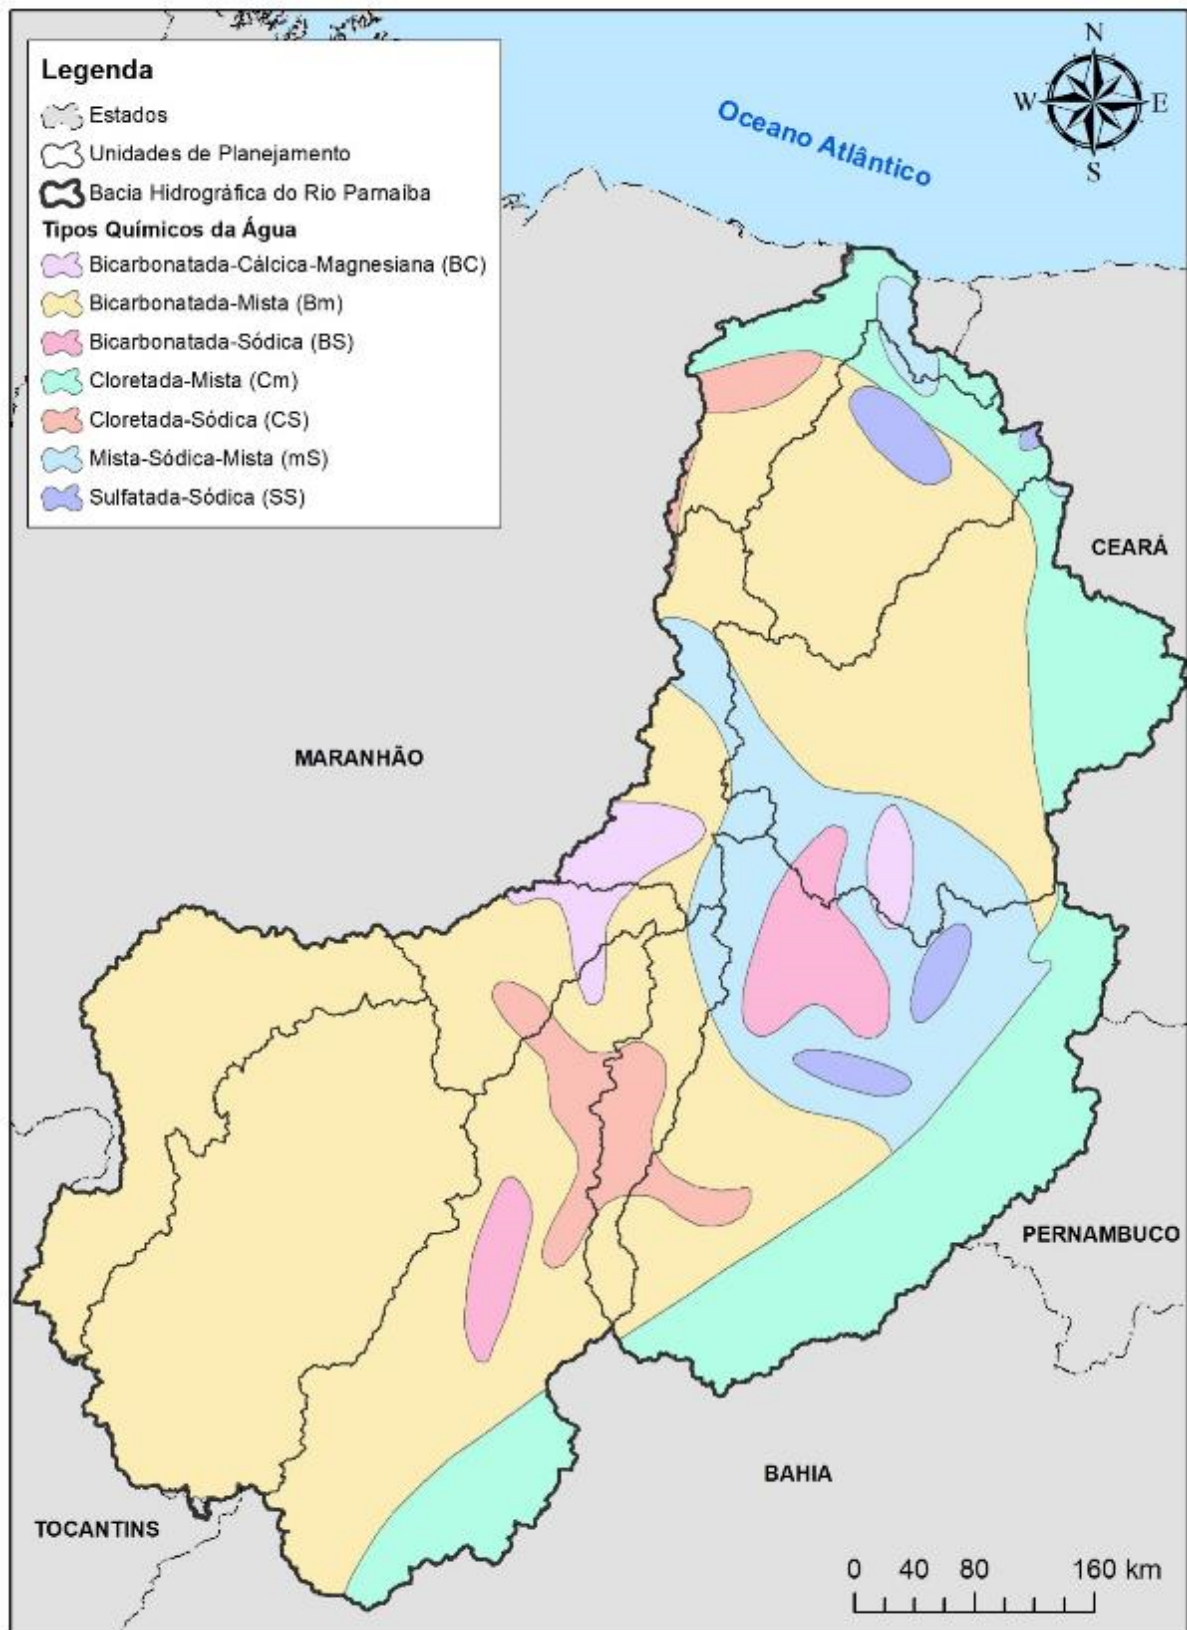 Legenda
Estados
Unidades de Planejamento
Bacia Hidrográfica do Rio Parnaíba
Tipos Químicos da Água
Bicarbonatada-Cálcica-Magnesiana (BC)
Bicarbonatada-Mista (Bm)
Bicarbonatada-Sódica (BS)
Cloretada-Mista (Cm)
Cloretada-Sódica (CS)
Mista-Sódica-Mista (mS)
Sulfatada-Sódica (SS)
N
W E
S
Oceano Atlântico
CEARÁ
MARANHÃO
PERNAMBUCO
BAHIA
TOCANTINS
0 40 80 160 km